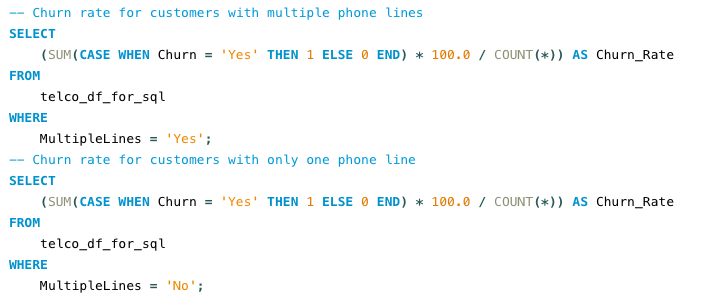 -- Churn rate for customers with multiple phone lines
SELECT
    (SUM(CASE WHEN Churn = 'Yes' THEN 1 ELSE 0 END) * 100.0 / COUNT(*)) AS Churn_Rate
FROM
    telco_df_for_sql
WHERE
    MultipleLines = 'Yes';
-- Churn rate for customers with only one phone line
SELECT
    (SUM(CASE WHEN Churn = 'Yes' THEN 1 ELSE 0 END) * 100.0 / COUNT(*)) AS Churn_Rate
FROM
    telco_df_for_sql
WHERE
    MultipleLines = 'No';